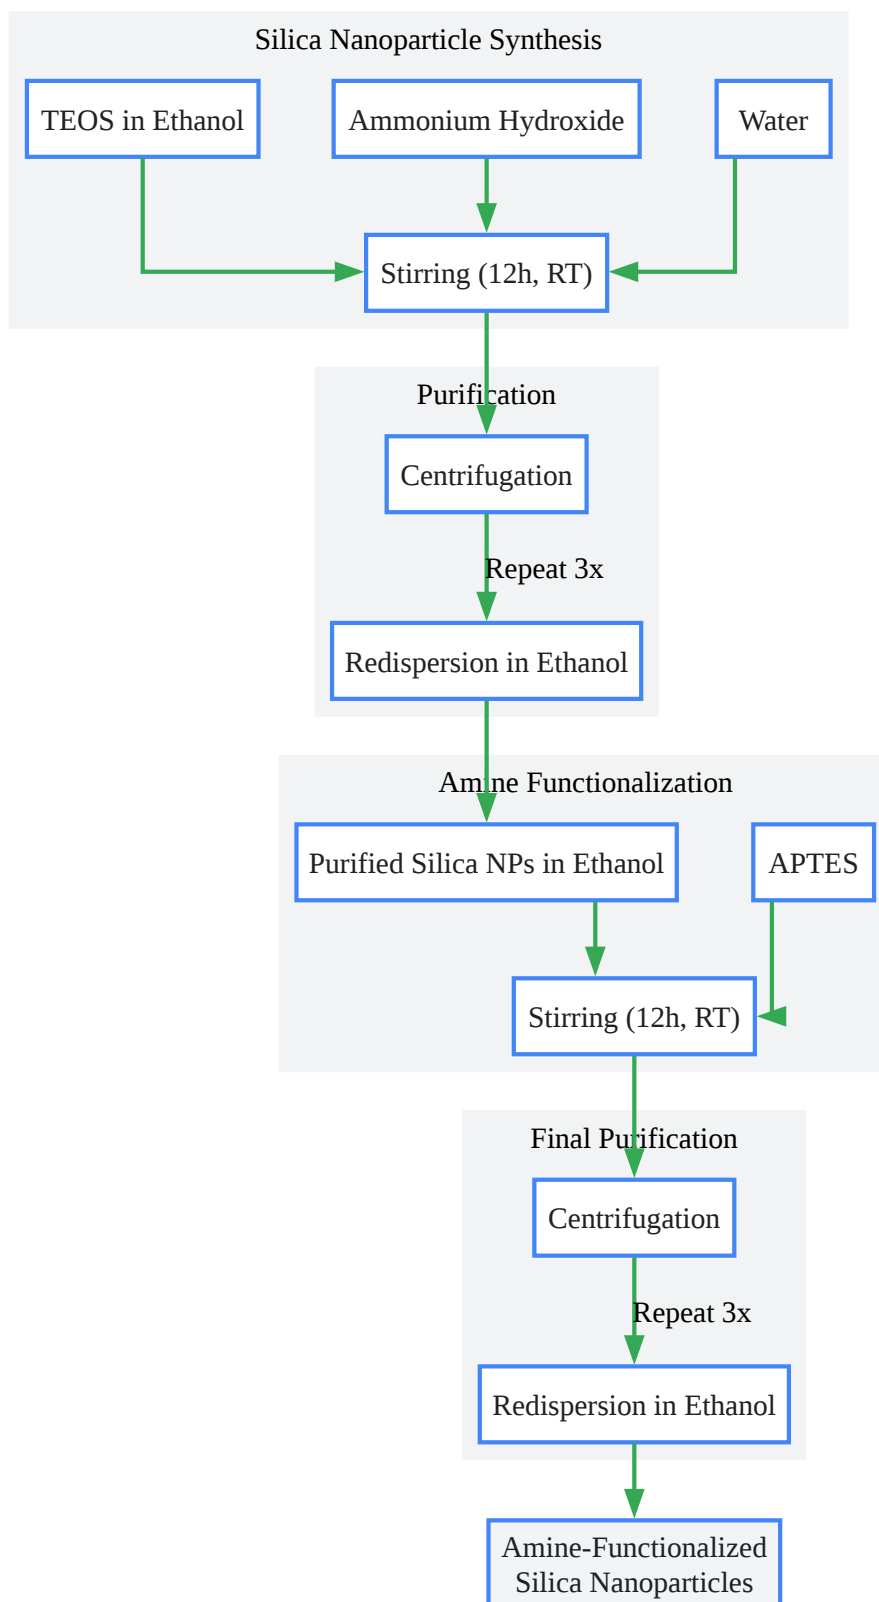 Silica Nanoparticle Synthesis
TEOS in Ethanol
Ammonium Hydroxide
Water
Stirring (12h, RT)
Purification
Centrifugation
Repeat 3x
Redispersion in Ethanol
Amine Functionalization
Purified Silica NPs in Ethanol
APTES
Stirring (12h, RT)
Final Purification
Centrifugation
Repeat 3x
Redispersion in Ethanol
Amine-Functionalized
Silica Nanoparticles